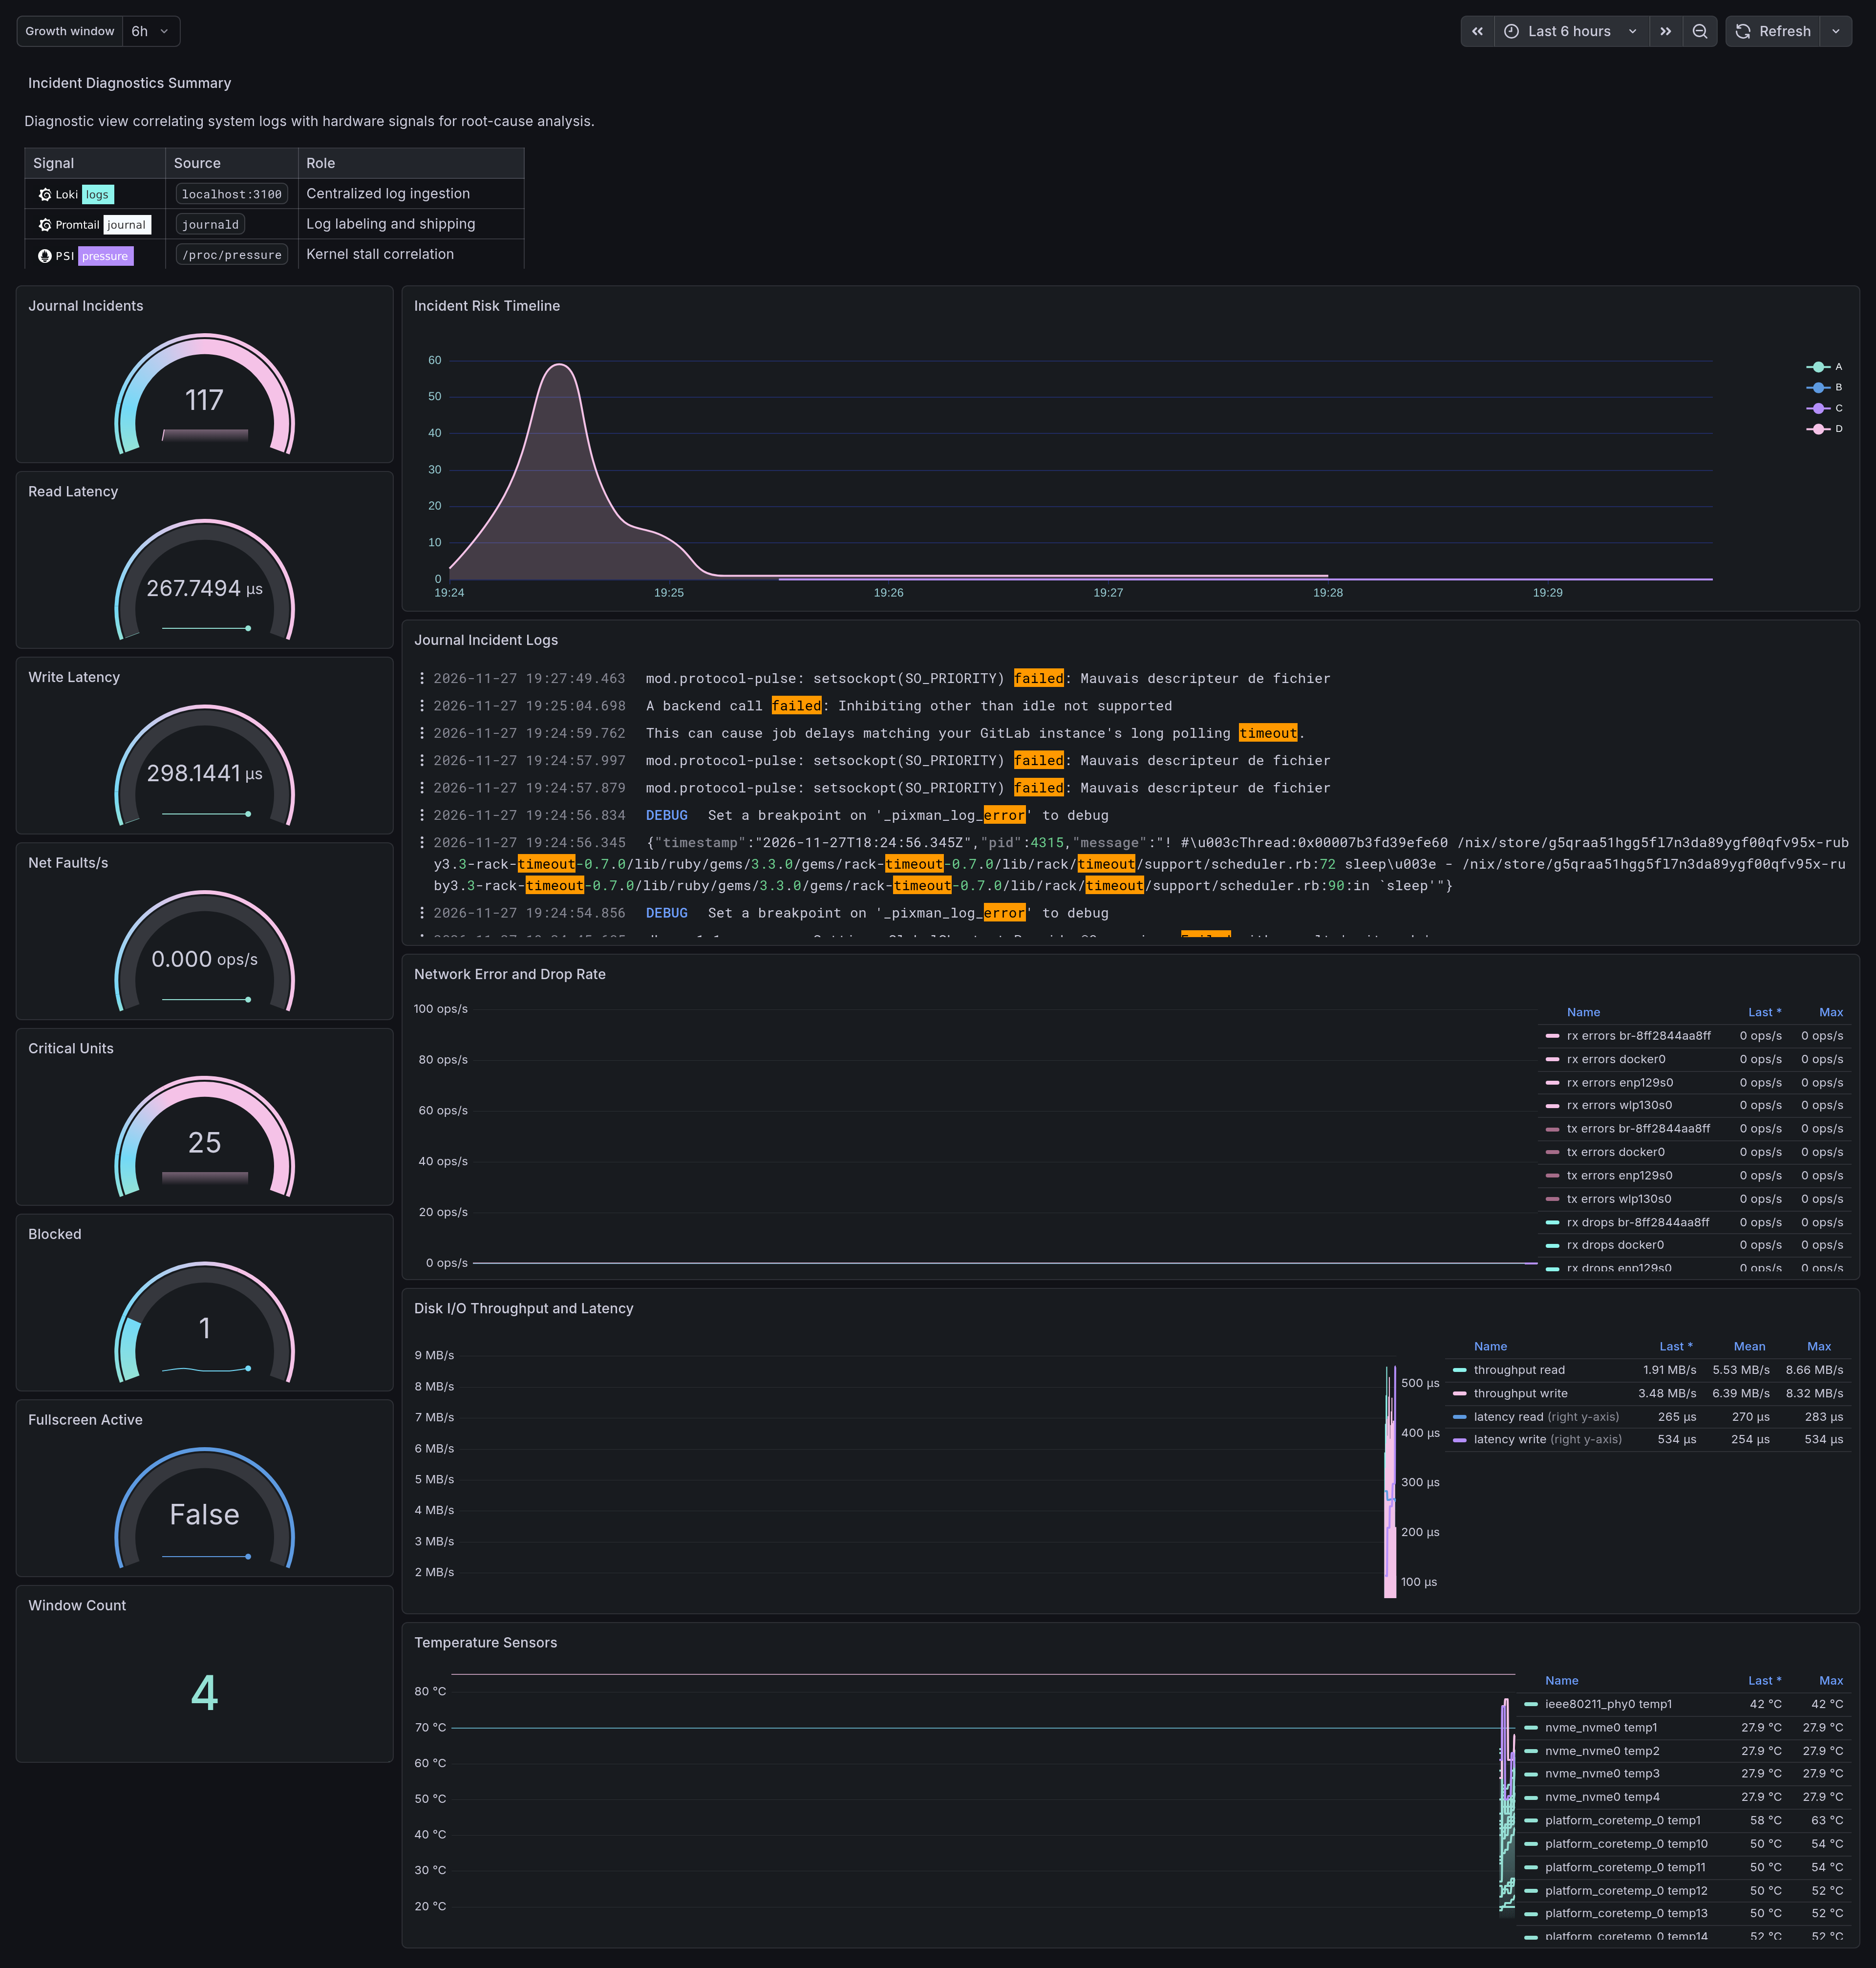 Growth window 6h Last 6 hours Refresh
Incident Diagnostics Summary
Diagnostic view correlating system logs with hardware signals for root-cause analysis.
Signal Source Role
Loki logs localhost:3100 Centralized log ingestion
Promtail journal journald Log labeling and shipping
PSI pressure /proc/pressure Kernel stall correlation
Journal Incidents
117
Read Latency
267.7494 µs
Write Latency
298.1441 µs
Net Faults/s
0.000 ops/s
Critical Units
25
Blocked
1
Fullscreen Active
False
Window Count
4
Incident Risk Timeline
60
50
40
30
20
10
0
19:24 19:25 19:26 19:27 19:28 19:29
A
B
C
D
Journal Incident Logs
2026-11-27 19:27:49.463 mod.protocol-pulse: setsockopt(SO_PRIORITY) failed: Mauvais descripteur de fichier
2026-11-27 19:25:04.698 A backend call failed: Inhibiting other than idle not supported
2026-11-27 19:24:59.762 This can cause job delays matching your GitLab instance's long polling timeout.
2026-11-27 19:24:57.997 mod.protocol-pulse: setsockopt(SO_PRIORITY) failed: Mauvais descripteur de fichier
2026-11-27 19:24:57.879 mod.protocol-pulse: setsockopt(SO_PRIORITY) failed: Mauvais descripteur de fichier
2026-11-27 19:24:56.834 DEBUG Set a breakpoint on '_pixman_log_error' to debug
2026-11-27 19:24:56.345 {"timestamp":"2026-11-27T18:24:56.345Z","pid":4315,"message":"! #\u003cThread:0x00007b3fd39efe60 /nix/store/g5qraa51hgg5fl7n3da89ygf00qfv95x-rub
y3.3-rack-timeout-0.7.0/lib/ruby/gems/3.3.0/gems/rack-timeout-0.7.0/lib/rack/timeout/support/scheduler.rb:72 sleep\u003e - /nix/store/g5qraa51hgg5fl7n3da89ygf00qfv95x-ru
by3.3-rack-timeout-0.7.0/lib/ruby/gems/3.3.0/gems/rack-timeout-0.7.0/lib/rack/timeout/support/scheduler.rb:90:in `sleep'"}
2026-11-27 19:24:54.856 DEBUG Set a breakpoint on '_pixman_log_error' to debug
Network Error and Drop Rate
100 ops/s
80 ops/s
60 ops/s
40 ops/s
20 ops/s
0 ops/s
Name Last * Max
rx errors br-8ff2844aa8ff 0 ops/s 0 ops/s
rx errors docker0 0 ops/s 0 ops/s
rx errors enp129s0 0 ops/s 0 ops/s
rx errors wlp130s0 0 ops/s 0 ops/s
tx errors br-8ff2844aa8ff 0 ops/s 0 ops/s
tx errors docker0 0 ops/s 0 ops/s
tx errors enp129s0 0 ops/s 0 ops/s
tx errors wlp130s0 0 ops/s 0 ops/s
rx drops br-8ff2844aa8ff 0 ops/s 0 ops/s
rx drops docker0 0 ops/s 0 ops/s
rx drops enp129s0 0 ops/s 0 ops/s
Disk I/O Throughput and Latency
9 MB/s
8 MB/s
7 MB/s
6 MB/s
5 MB/s
4 MB/s
3 MB/s
2 MB/s
500 µs
400 µs
300 µs
200 µs
100 µs
Name Last * Mean Max
throughput read 1.91 MB/s 5.53 MB/s 8.66 MB/s
throughput write 3.48 MB/s 6.39 MB/s 8.32 MB/s
latency read (right y-axis) 265 µs 270 µs 283 µs
latency write (right y-axis) 534 µs 254 µs 534 µs
Temperature Sensors
80 °C
70 °C
60 °C
50 °C
40 °C
30 °C
20 °C
Name Last * Max
ieee80211_phy0 temp1 42 °C 42 °C
nvme_nvme0 temp1 27.9 °C 27.9 °C
nvme_nvme0 temp2 27.9 °C 27.9 °C
nvme_nvme0 temp3 27.9 °C 27.9 °C
nvme_nvme0 temp4 27.9 °C 27.9 °C
platform_coretemp_0 temp1 58 °C 63 °C
platform_coretemp_0 temp10 50 °C 54 °C
platform_coretemp_0 temp11 50 °C 54 °C
platform_coretemp_0 temp12 50 °C 52 °C
platform_coretemp_0 temp13 50 °C 52 °C
platform_coretemp_0 temp14 52 °C 52 °C